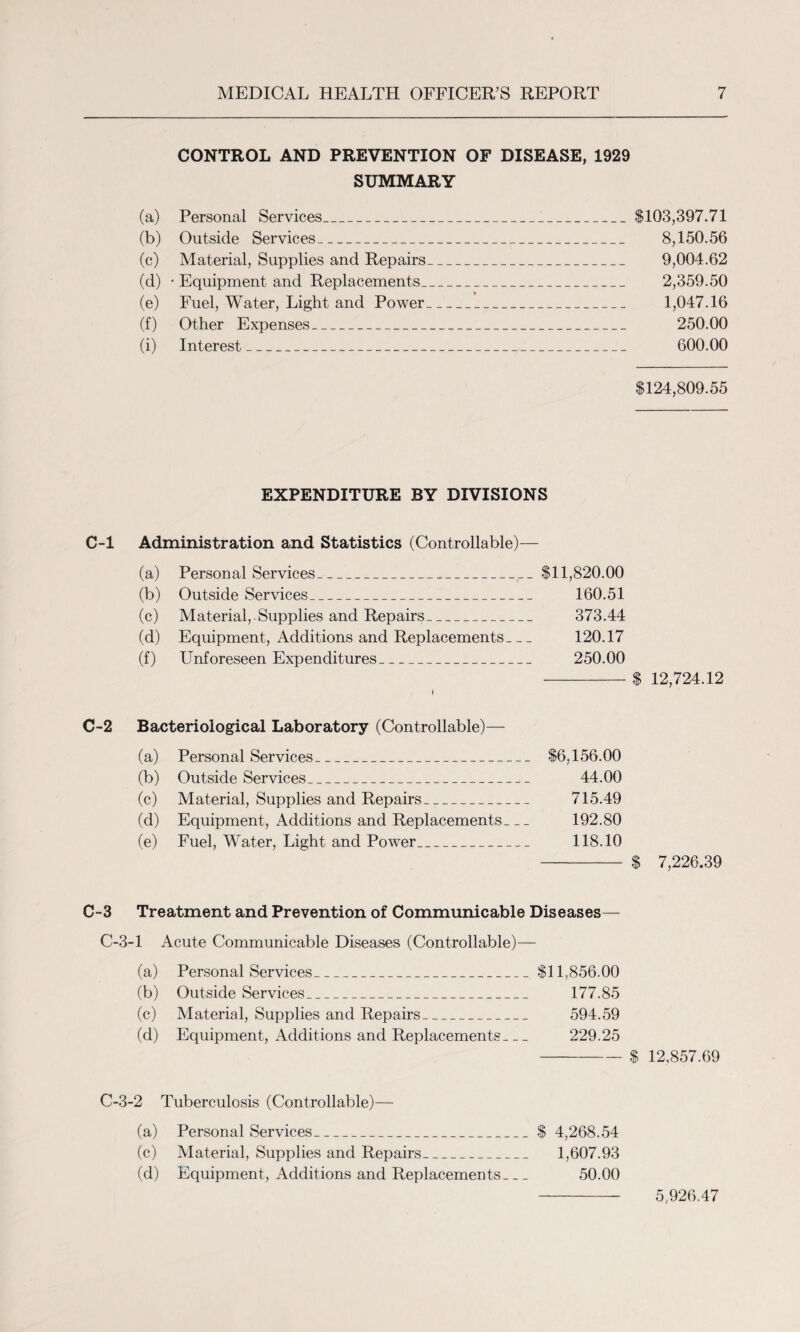 MEDICAL HEALTH OFFICER'S REPORT 7
CONTROL AND PREVENTION OF DISEASE, 1929
SUMMARY
(a) Personal Services $103,397.71
(b) Outside Services 8,150.56
(c) Material, Supplies and Repairs 9,004.62
(d) Equipment and Replacements 2,359.50
(e) Fuel, Water, Light and Power 1,047.16
(f) Other Expenses 250.00
(i) Interest 600.00
$124,809.55
EXPENDITURE BY DIVISIONS
C-1 Administration and Statistics (Controllable)—
(a) Personal Services $11,820.00
(b) Outside Services 160.51
(c) Material, Supplies and Repairs 373.44
(d) Equipment, Additions and Replacements 120.17
(f) Unforeseen Expenditures 250.00
$ 12,724.12
C-2 Bacteriological Laboratory (Controllable)—
(a) Personal Services $6,156.00
(b) Outside Services 44.00
(c) Material, Supplies and Repairs 715.49
(d) Equipment, Additions and Replacements 192.80
(e) Fuel, Water, Light and Power 118.10
$ 7,226.39
C-3 Treatment and Prevention of Communicable Diseases—
C-3-1 Acute Communicable Diseases (Controllable)—
(a) Personal Services $11,856.00
(b) Outside Services 177.85
(c) Material, Supplies and Repairs 594.59
(d) Equipment, Additions and Replacements 229.25
$ 12,857.69
C-3-2 Tuberculosis (Controllable)—
(a) Personal Services $ 4,268.54
(c) Material, Supplies and Repairs 1,607.93
(d) Equipment, Additions and Replacements 50.00
5,926.47